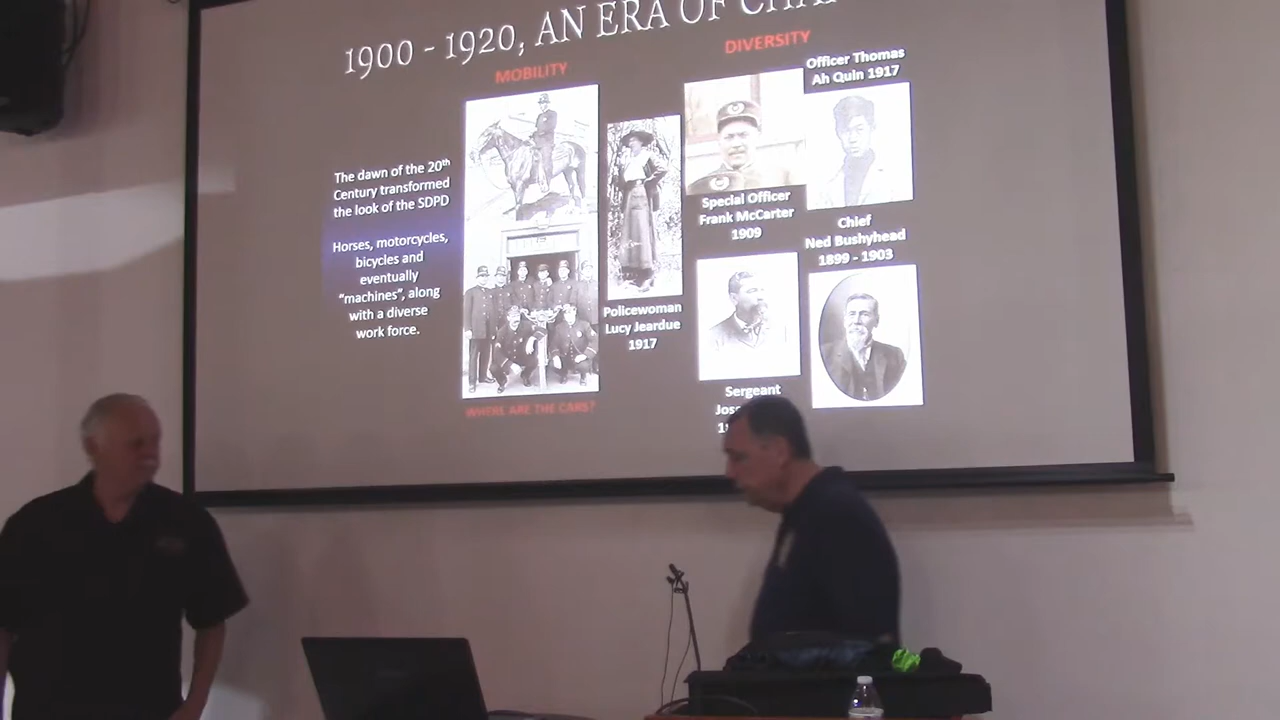 1900 - 1920, AN ERA OF
MOBILITY
DIVERSITY
The dawn of the 20th
Century transformed
the look of the SDPD
Horses, motorcycles,
bicycles and
eventually
"machines", along
with a diverse
work force.
WHERE ARE THE CARS?
Policewoman
Lucy Jeardue
1917
Special Officer
Frank McCarter
1909
Officer Thomas
Ah Quin 1917
Chief
Ned Bushyhead
1899 - 1903
Sergeant